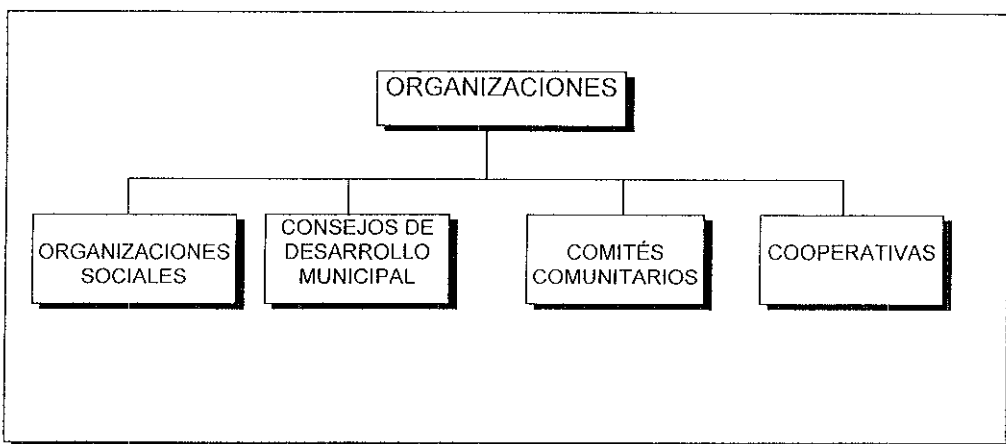 ORGANIZACIONES
ORGANIZACIONES
SOCIALES
CONSEJOS DE
DESARROLLO
MUNICIPAL
COMITÉS
COMUNITARIOS
COOPERATIVAS